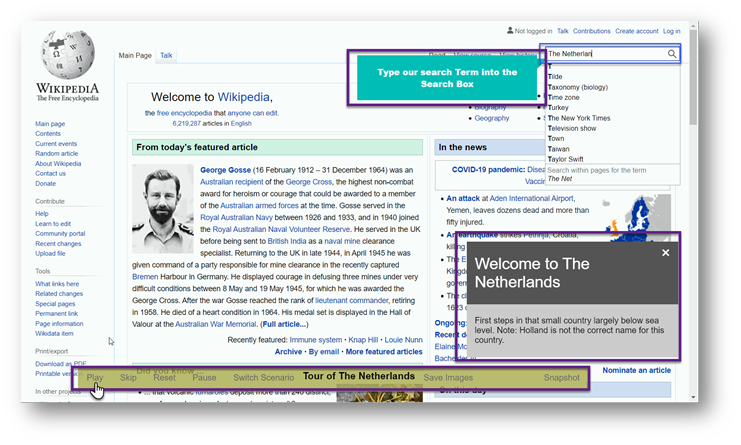 Not logged in Talk Contributions Create account Log in
Main Page Talk
Read View source View history
The Netherlan
WIKIPEDIA
The Free Encyclopedia
Main page
Contents
Current events
Random article
About Wikipedia
Contact us
Donate
Contribute
Help
Learn to edit
Community portal
Recent changes
Upload file
Tools
What links here
Related changes
Special pages
Permanent link
Page information
Wikidata item
Print/export
Download as PDF
Printable version
In other projects
Type our search Term into the
Search Box
T
Tilde
Taxonomy (biology)
Time zone
Turkey
The New York Times
Television show
Town
Taiwan
Taylor Swift
Search within pages for the term
The Net
Welcome to Wikipedia,
the free encyclopedia that anyone can edit.
6,219,287 articles in English
• Biography
• Geography
From today's featured article
George Gosse (16 February 1912 – 31 December 1964) was an
Australian recipient of the George Cross, the highest non-combat
award for heroism or courage that could be awarded to a member
of the Australian armed forces at the time. Gosse served in the
Royal Australian Navy between 1926 and 1933, and in 1940 joined
the Royal Australian Naval Volunteer Reserve. He served in the UK
before being sent to British India as a naval mine clearance
specialist. Returning to the UK in late 1944, in April 1945 he was
given command of a party responsible for mine clearance in the recently captured
Bremen Harbour in Germany. He displayed courage in defusing three mines under very
difficult conditions between 8 May and 19 May 1945, for which he was awarded the
George Cross. After the war Gosse reached the rank of lieutenant commander, retiring
in 1958. He died of a heart condition in 1964. His medal set is displayed in the Hall of
Valour at the Australian War Memorial. (Full article...)
Recently featured: Immune system • Knap Hill • Louie Nunn
Archive • By email • More featured articles
Did you know ...
• ... that volcanic fumaroles deposit more than 240 different
In the news
COVID-19 pandemic: Disea
Vacci
• An attack at Aden International Airport,
Yemen, leaves dozens dead and more than
fifty injured.
• An earthquake strikes Petrinja, Croatia,
killing
• The E
Kingd
• The cl
1623
Ongoing:
Recent d
Elaine Mc
Bache
Nominate an article
On this day
Welcome to The
Netherlands
First steps in that small country largely below sea
level. Note: Holland is not the correct name for this
country.
Play Skip Reset Pause Switch Scenario Tour of The Netherlands Save Images Snapshot